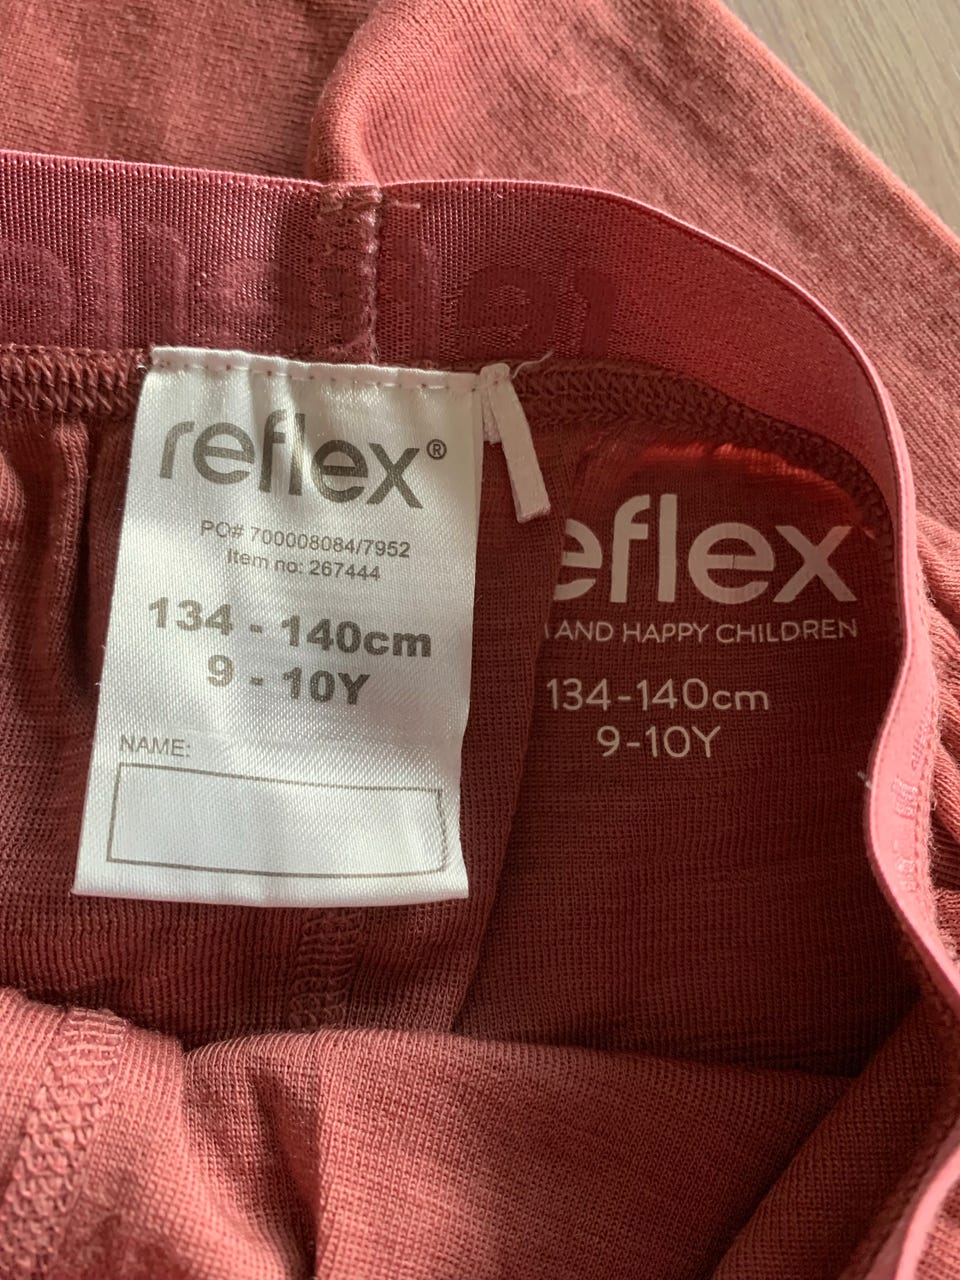 reflex®
PO# 700008084/7952
Item no: 267444
134 - 140cm
9 - 10Y
NAME:
eflex
AND HAPPY CHILDREN
134-140cm
9-10Y